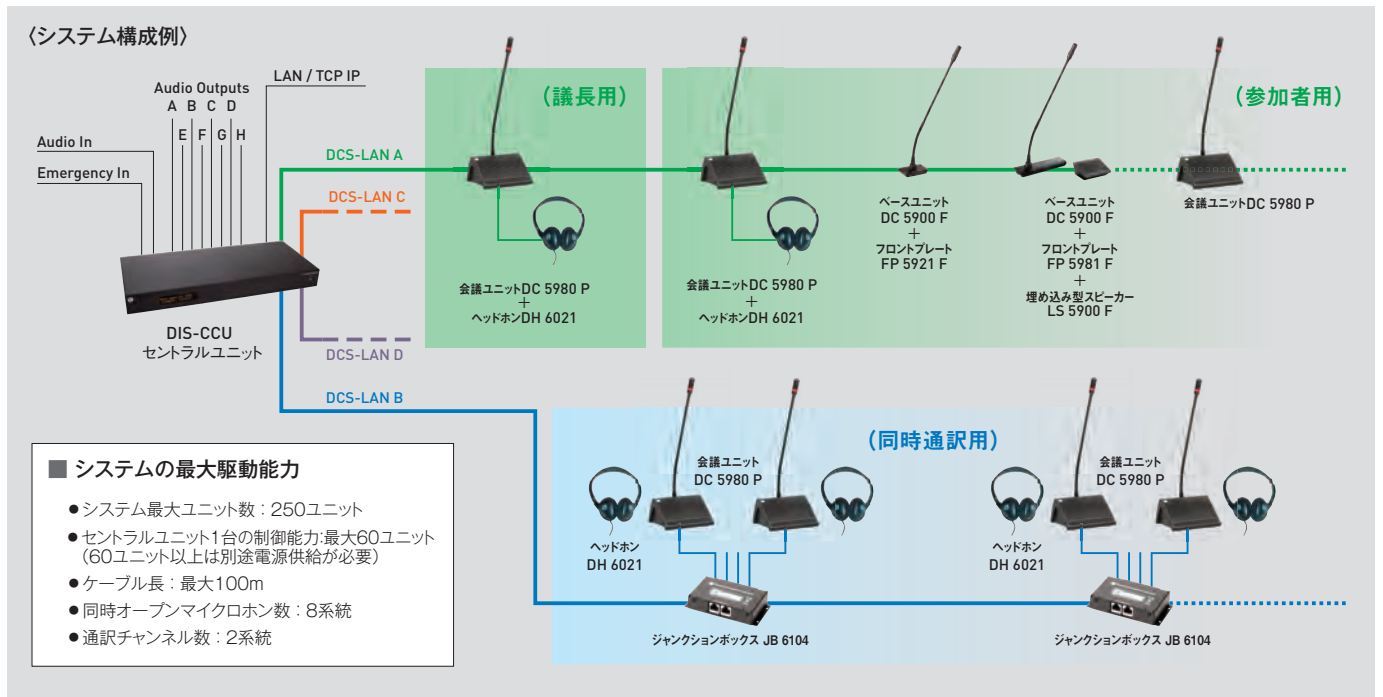 〈システム構成例〉
LAN / TCP IP
Audio Outputs
A B C D
E F G H
Audio In
Emergency In
DCS-LAN A
DCS-LAN C
DCS-LAN D
DCS-LAN B
DIS-CCU
セントラルユニット
(議長用)
会議ユニットDC 5980 P
+
ヘッドホンDH 6021
(参加者用)
会議ユニットDC 5980 P
+
ヘッドホンDH 6021
ベースユニット
DC 5900 F
+
フロントプレート
FP 5921 F
ベースユニット
DC 5900 F
+
フロントプレート
FP 5981 F
+
埋め込み型スピーカー
LS 5900 F
会議ユニットDC 5980 P
(同時通訳用)
会議ユニット
DC 5980 P
ヘッドホン
DH 6021
ジャンクションボックス JB 6104
会議ユニット
DC 5980 P
ヘッドホン
DH 6021
ジャンクションボックス JB 6104
■ システムの最大駆動能力
●システム最大ユニット数：250ユニット
●セントラルユニット1台の制御能力:最大60ユニット
(60ユニット以上は別途電源供給が必要)
●ケーブル長：最大100m
●同時オープンマイクロホン数：8系統
●通訳チャンネル数：2系統